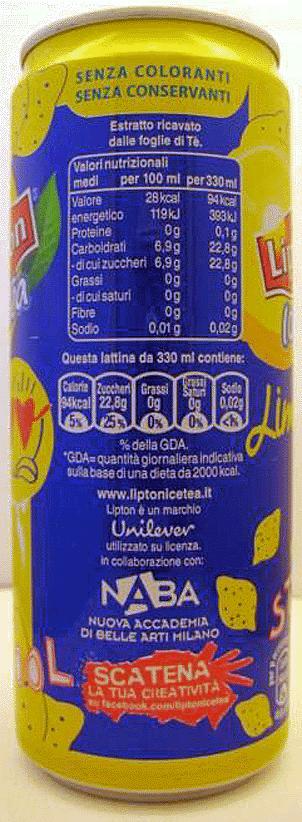 SENZA COLORANTI
SENZA CONSERVANTI
Estratto ricavato
dalle foglie di Tè.
Valori nutrizionali
medi per 100 ml per 330 ml
Valore 28 kcal 94 kcal
energetico 119 kJ 393 kJ
Proteine 0g 0,1g
Carboidrati 6,9g 22,8g
-di cui zuccheri 6,9g 22,8g
Grassi 0g 0g
-di cui saturi 0g 0g
Fibre 0g 0g
Sodio 0,01g 0,02g
Questa lattina da 330 ml contiene:
Calorie Zuccheri Grassi Grassi Saturi Sodio
94kcal 22,8g 0g 0g 0,02g
5% 25% 0% 0% <1%
% della GDA.
*GDA=quantità giornaliera indicativa
sulla base di una dieta da 2000 kcal.
www.liptonicetea.it
Lipton è un marchio
Unilever
utilizzato su licenza.
in collaborazione con:
NABA
NUOVA ACCADEMIA
DI BELLE ARTI MILANO
SCATENA
LA TUA CREATIVITÀ
su facebook.com/liptonicetea